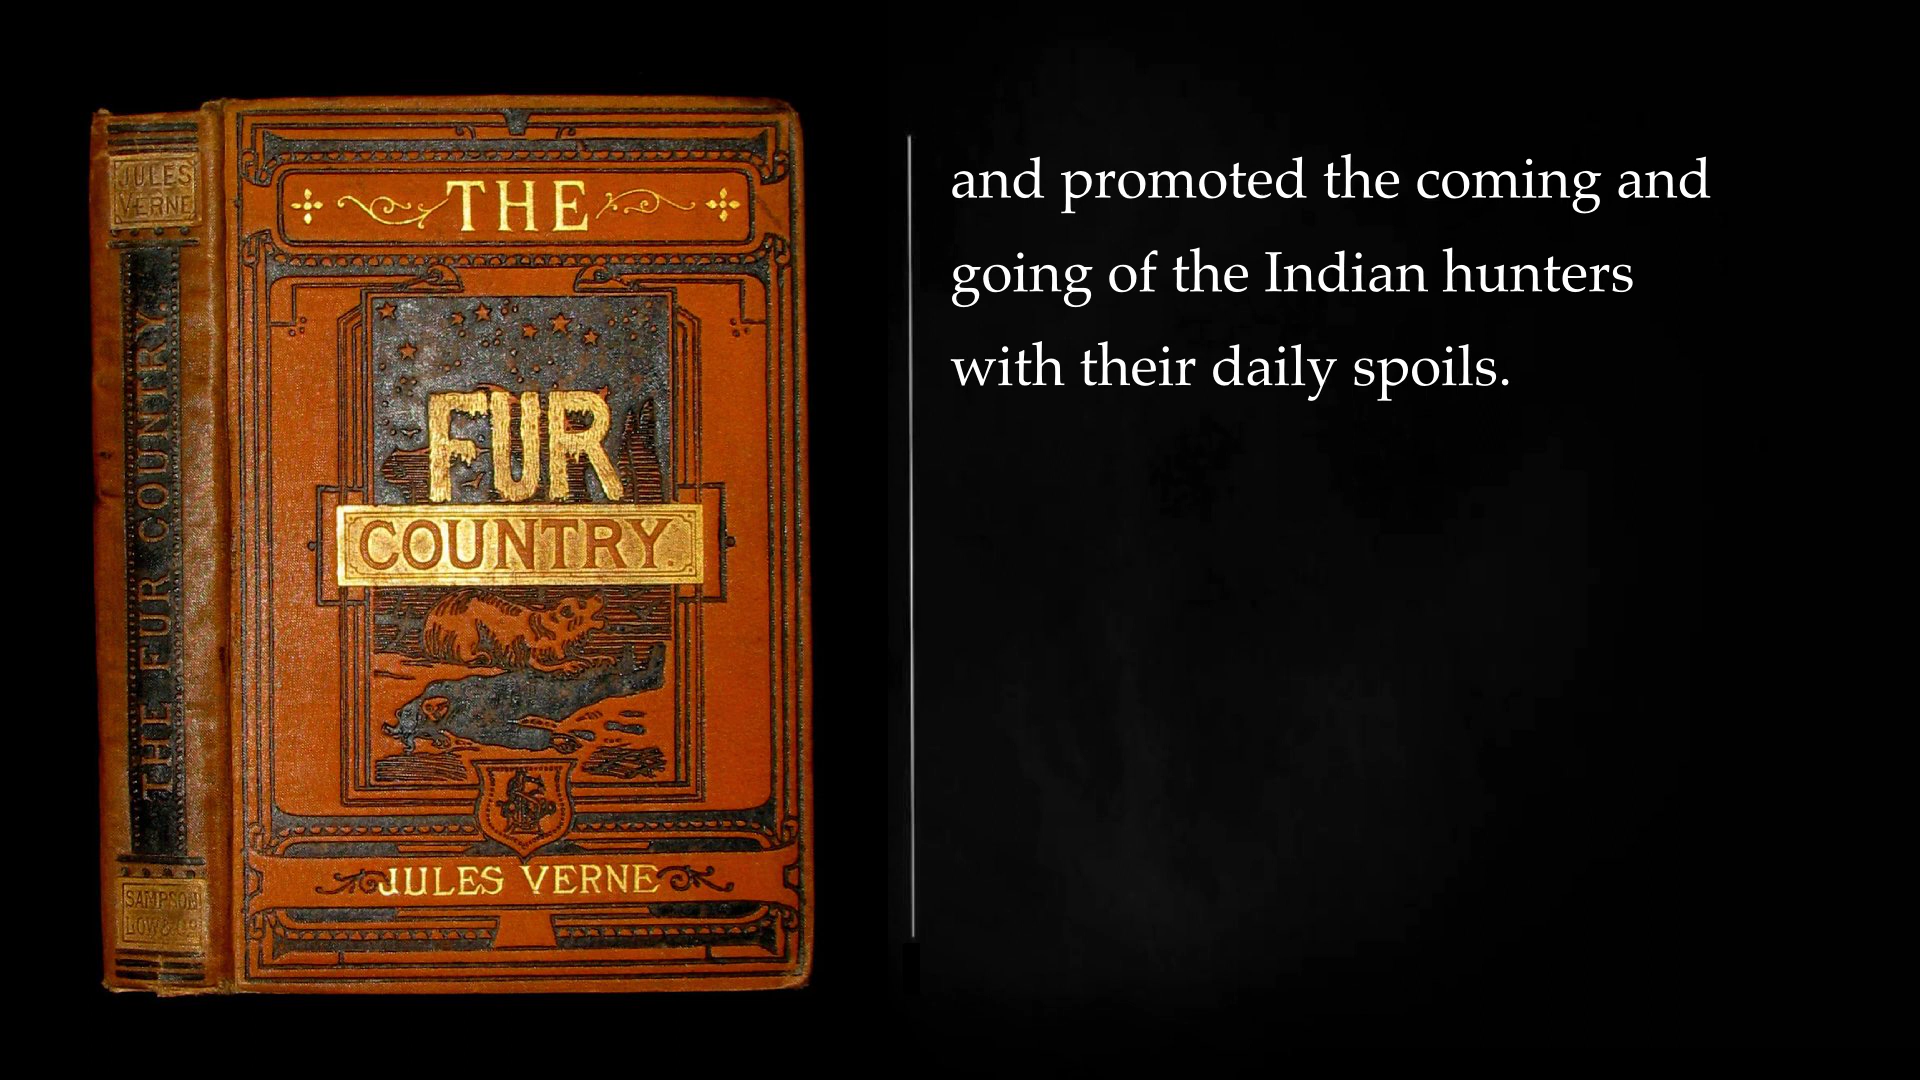 JULES
VERNE
THE FUR COUNTRY.
SAMPSON
LOW & Co
THE
FUR
COUNTRY.
JULES VERNE
and promoted the coming and
going of the Indian hunters
with their daily spoils.